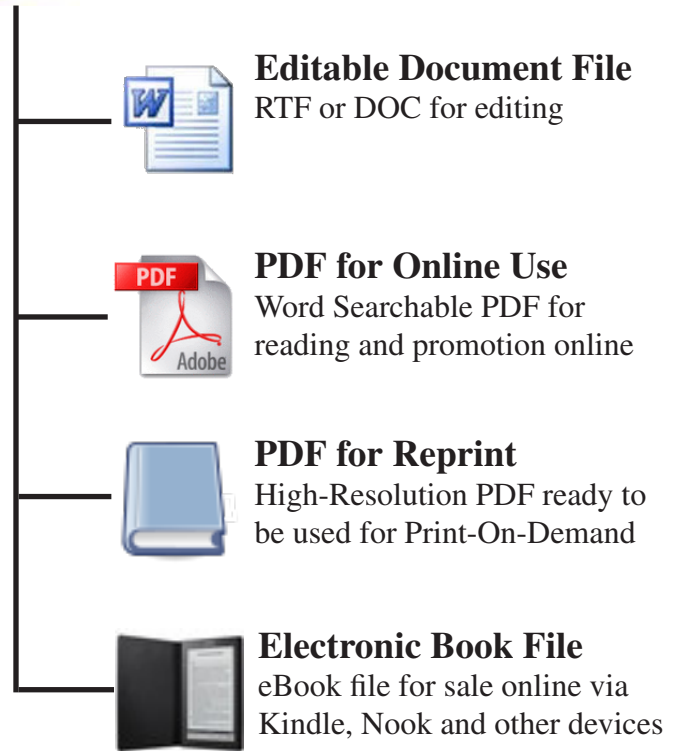 Editable Document File
W
RTF or DOC for editing
PDF for Online Use
PDF
Word Searchable PDF for
reading and promotion online
Adobe
PDF for Reprint
High-Resolution PDF ready to
be used for Print-On-Demand
Electronic Book File
eBook file for sale online via
Kindle, Nook and other devices